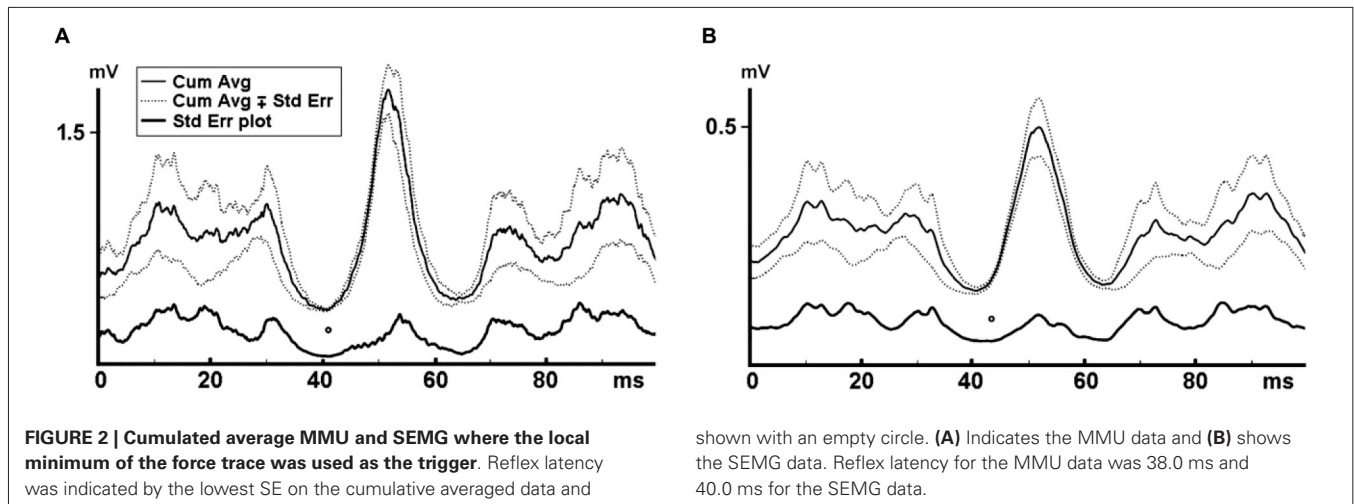 A
mV
Cum Avg
Cum Avg ∓ Std Err
Std Err plot
1.5
0 20 40 60 80 ms
B
mV
0.5
0 20 40 60 80 ms
FIGURE 2 | Cumulated average MMU and SEMG where the local
minimum of the force trace was used as the trigger. Reflex latency
was indicated by the lowest SE on the cumulative averaged data and
shown with an empty circle. (A) Indicates the MMU data and (B) shows
the SEMG data. Reflex latency for the MMU data was 38.0 ms and
40.0 ms for the SEMG data.